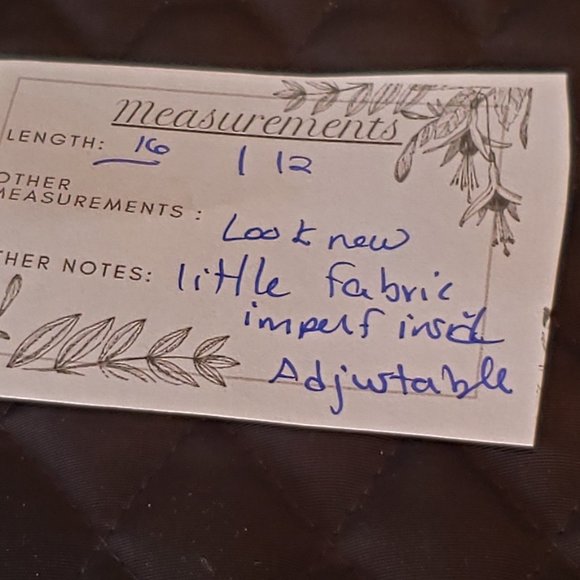 measurements
LENGTH: 16 | 12
OTHER
MEASUREMENTS :
Look new
THER NOTES: little fabric
imperf insid
Adjustable